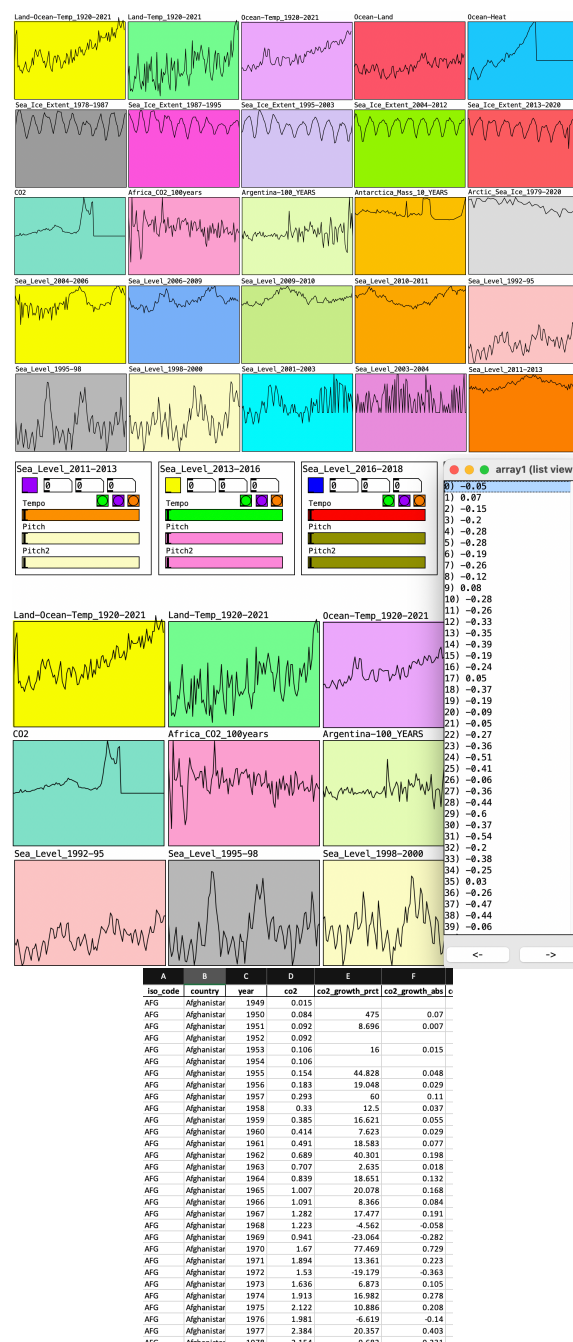 Land-Ocean-Temp_1920-2021 Land-Temp_1920-2021 Ocean-Temp_1920-2021 Ocean-Land Ocean-Heat
Sea_Ice_Extent_1978-1987 Sea_Ice_Extent_1987-1995 Sea_Ice_Extent_1995-2003 Sea_Ice_Extent_2004-2012 Sea_Ice_Extent_2013-2020
CO2 Africa_CO2_100years Argentina-100_YEARS Antarctica_Mass_10_YEARS Arctic_Sea_Ice_1979-2020
Sea_Level_2004-2006 Sea_Level_2006-2009 Sea_Level_2009-2010 Sea_Level_2010-2011 Sea_Level_1992-95
Sea_Level_1995-98 Sea_Level_1998-2000 Sea_Level_2001-2003 Sea_Level_2003-2004 Sea_Level_2011-2013
Sea_Level_2011-2013
0 0 0
Tempo
Pitch
Pitch2
Sea_Level_2013-2016
0 0 0
Tempo
Pitch
Pitch2
Sea_Level_2016-2018
0 0 0
Tempo
Pitch
Pitch2
array1 (list view
0) -0.05
1) 0.07
2) -0.15
3) -0.2
4) -0.28
5) -0.28
6) -0.19
7) -0.26
8) -0.12
9) 0.08
10) -0.28
11) -0.26
12) -0.33
13) -0.35
14) -0.39
15) -0.19
16) -0.24
17) 0.05
18) -0.37
19) -0.19
20) -0.09
21) -0.05
22) -0.27
23) -0.36
24) -0.51
25) -0.41
26) -0.06
27) -0.36
28) -0.44
29) -0.6
30) -0.37
31) -0.54
32) -0.2
33) -0.38
34) -0.25
35) 0.03
36) -0.26
37) -0.47
38) -0.44
39) -0.06
<- ->
Land-Ocean-Temp_1920-2021 Land-Temp_1920-2021 Ocean-Temp_1920-2021
CO2 Africa_CO2_100years Argentina-100_YEARS
Sea_Level_1992-95 Sea_Level_1995-98 Sea_Level_1998-2000
A B C D E F
iso_code country year co2 co2_growth_prct co2_growth_abs c
AFG Afghanistar 1949 0.015
AFG Afghanistar 1950 0.084 475 0.07
AFG Afghanistar 1951 0.092 8.696 0.007
AFG Afghanistar 1952 0.092
AFG Afghanistar 1953 0.106 16 0.015
AFG Afghanistar 1954 0.106
AFG Afghanistar 1955 0.154 44.828 0.048
AFG Afghanistar 1956 0.183 19.048 0.029
AFG Afghanistar 1957 0.293 60 0.11
AFG Afghanistar 1958 0.33 12.5 0.037
AFG Afghanistar 1959 0.385 16.621 0.055
AFG Afghanistar 1960 0.414 7.623 0.029
AFG Afghanistar 1961 0.491 18.583 0.077
AFG Afghanistar 1962 0.689 40.301 0.198
AFG Afghanistar 1963 0.707 2.635 0.018
AFG Afghanistar 1964 0.839 18.651 0.132
AFG Afghanistar 1965 1.007 20.078 0.168
AFG Afghanistar 1966 1.091 8.366 0.084
AFG Afghanistar 1967 1.282 17.477 0.191
AFG Afghanistar 1968 1.223 -4.562 -0.058
AFG Afghanistar 1969 0.941 -23.064 -0.282
AFG Afghanistar 1970 1.67 77.469 0.729
AFG Afghanistar 1971 1.894 13.361 0.223
AFG Afghanistar 1972 1.53 -19.179 -0.363
AFG Afghanistar 1973 1.636 6.873 0.105
AFG Afghanistar 1974 1.913 16.982 0.278
AFG Afghanistar 1975 2.122 10.886 0.208
AFG Afghanistar 1976 1.981 -6.619 -0.14
AFG Afghanistar 1977 2.384 20.357 0.403